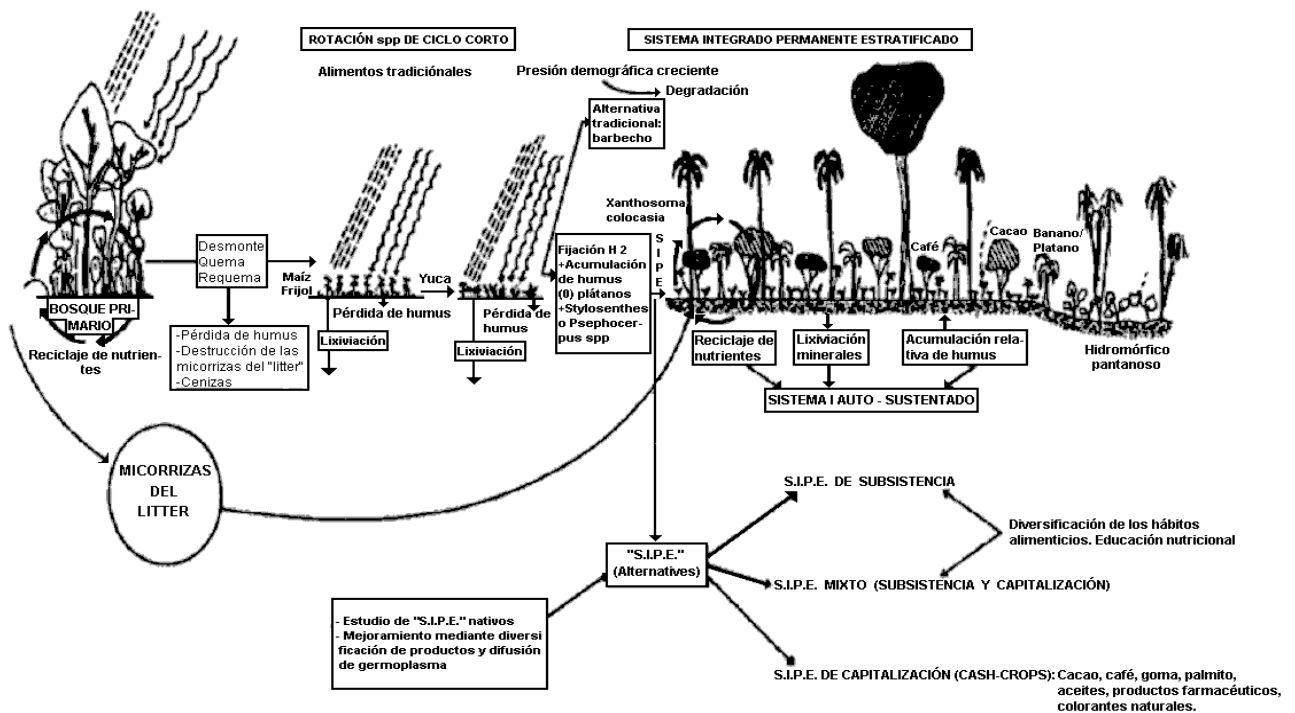 ROTACIÓN spp DE CICLO CORTO
SISTEMA INTEGRADO PERMANENTE ESTRATIFICADO
Alimentos tradiciónales
Presión demográfica creciente
Degradación
Alternativa
tradicional:
barbecho
Xanthosoma
colocasia
Desmonte
Quema
Requema
Maíz
Frijol
Yuca
Fijación H 2
+Acumulación
de humus
(0) plátanos
+Stylosenthes
o Psephocer-
pus spp
S
I
P
E
Café
Cacao
Banano/
Platano
BOSQUE PRI-
MARIO
Reciclaje de nutrien-
tes
-Pérdida de humus
-Destrucción de las
micorrizas del "litter"
-Cenizas
Pérdida de humus
Lixiviación
Pérdida de
humus
Lixiviación
Reciclaje de
nutrientes
Lixiviación
minerales
Acumulación rela-
tiva de humus
Hidromórfico
pantanoso
SISTEMA I AUTO - SUSTENTADO
MICORRIZAS
DEL
LITTER
S.I.P.E. DE SUBSISTENCIA
Diversificación de los hábitos
alimenticios. Educación nutricional
"S.I.P.E."
(Alternatives)
S.I.P.E. MIXTO (SUBSISTENCIA Y CAPITALIZACIÓN)
- Estudio de "S.I.P.E." nativos
- Mejoramiento mediante diversi
ficación de productos y difusión
de germoplasma
S.I.P.E. DE CAPITALIZACIÓN (CASH-CROPS): Cacao, café, goma, palmito,
aceites, productos farmacéuticos,
colorantes naturales.